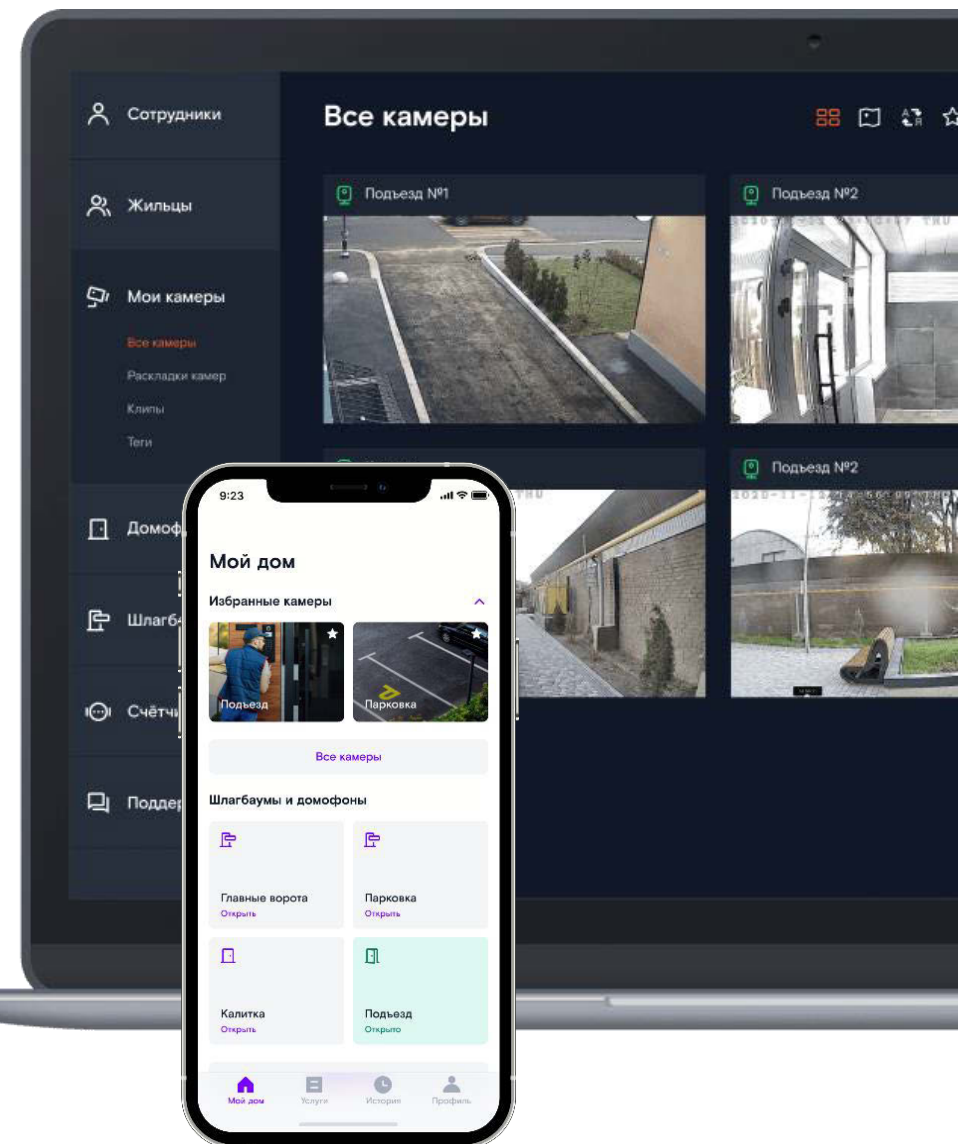 Сотрудники
Все камеры
Жильцы
Подъезд №1
Подъезд №2
Мои камеры
Все камеры
Раскладки камер
Клипы
Теги
Подъезд №2
9:23
Мой дом
Избранные камеры
Подъезд
Парковка
Все камеры
Шлагбаумы и домофоны
Главные ворота
Открыть
Парковка
Открыть
Калитка
Открыть
Подъезд
Открыто
Мой дом
Услуги
История
Профиль